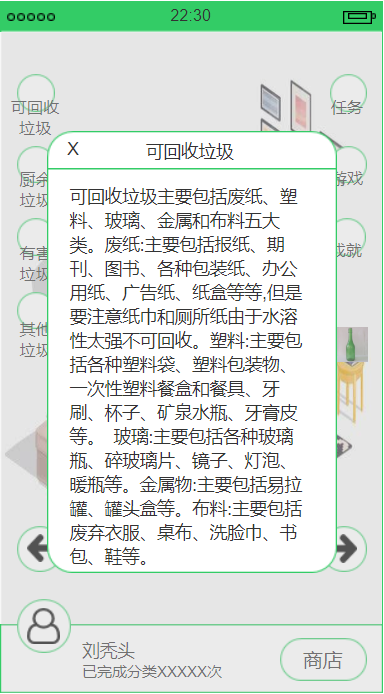 22:30
可回收
垃圾
任务
X 可回收垃圾
厨余
垃圾
游戏
有害
垃圾
成就
其他
垃圾
可回收垃圾主要包括废纸、塑
料、玻璃、金属和布料五大
类。废纸:主要包括报纸、期
刊、图书、各种包装纸、办公
用纸、广告纸、纸盒等等,但是
要注意纸巾和厕所纸由于水溶
性太强不可回收。塑料:主要包
括各种塑料袋、塑料包装物、
一次性塑料餐盒和餐具、牙
刷、杯子、矿泉水瓶、牙膏皮
等。 玻璃:主要包括各种玻璃
瓶、碎玻璃片、镜子、灯泡、
暖瓶等。金属物:主要包括易拉
罐、罐头盒等。布料:主要包括
废弃衣服、桌布、洗脸巾、书
包、鞋等。
刘秃头
已完成分类XXXXX次
商店